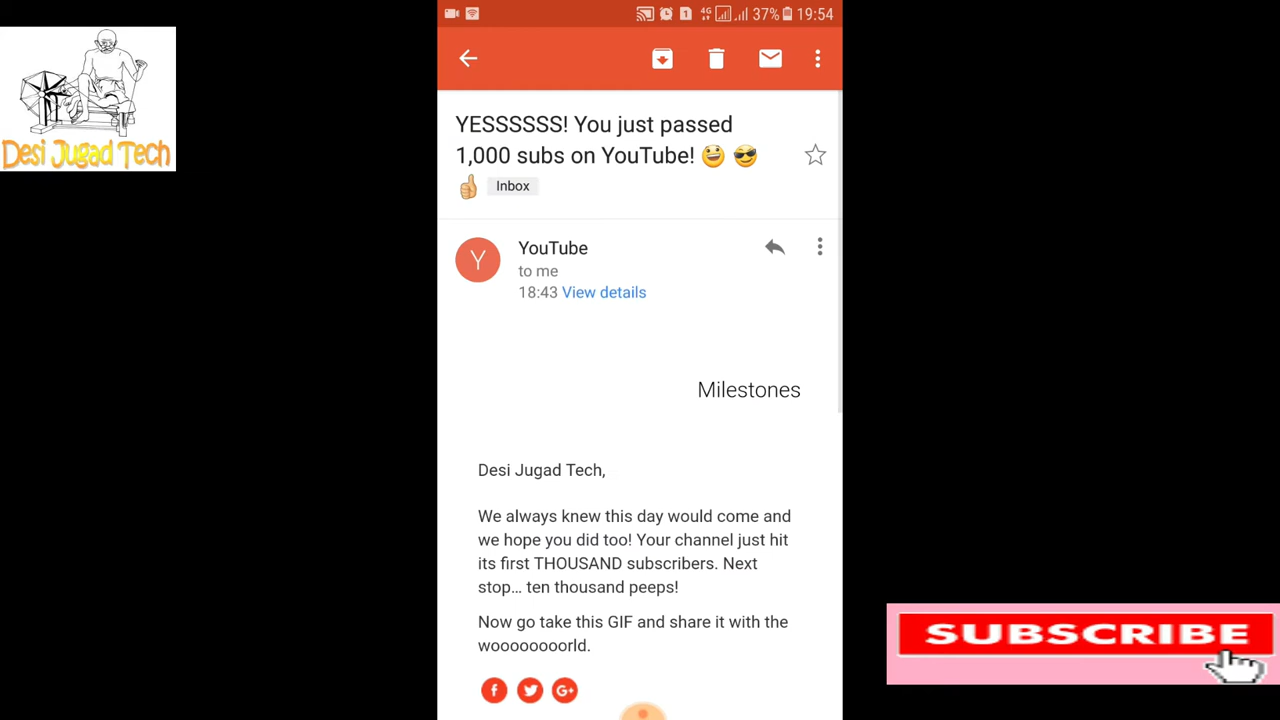 Desi Jugad Tech
4G
1
37%
19:54
YESSSSSS! You just passed
1,000 subs on YouTube! 😃 😎
👍 Inbox
Y
YouTube
to me
18:43 View details
Milestones
Desi Jugad Tech,
We always knew this day would come and
we hope you did too! Your channel just hit
its first THOUSAND subscribers. Next
stop… ten thousand peeps!
Now go take this GIF and share it with the
woooooooorld.
f
G+
SUBSCRIBE